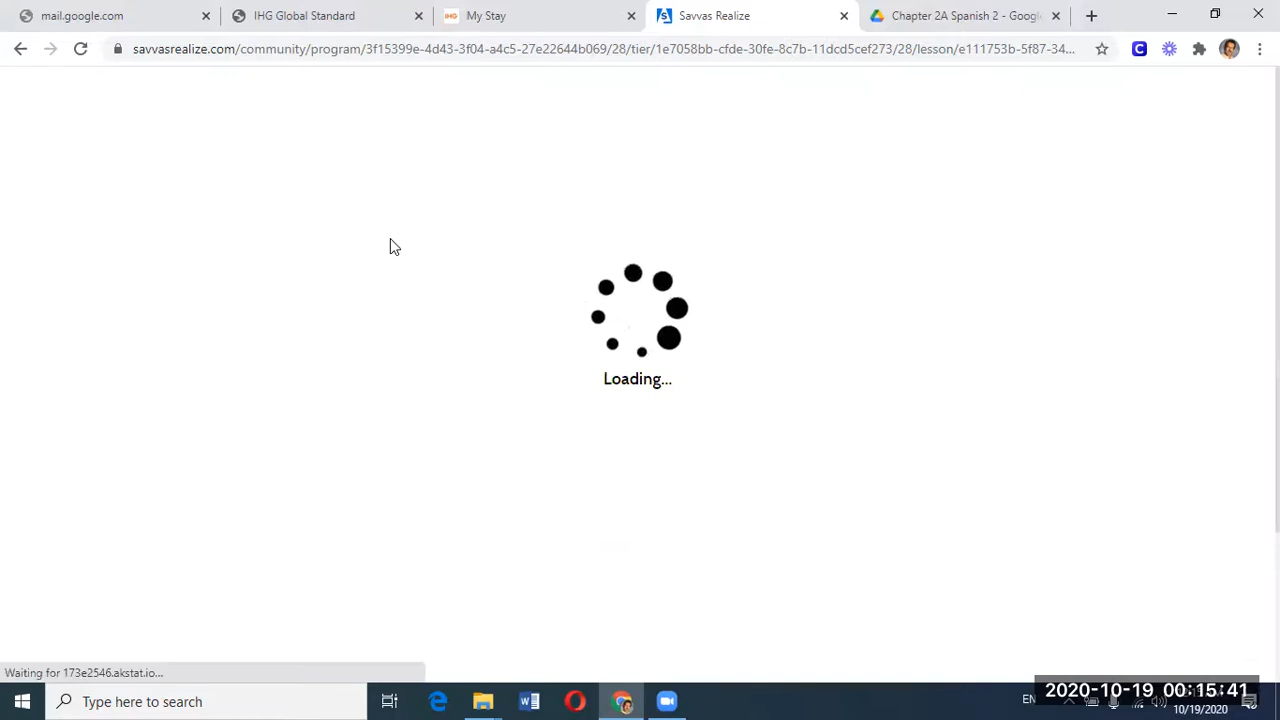 mail.google.com
IHG Global Standard
IHG
My Stay
Savvas Realize
Chapter 2A Spanish 2 - Googl
savvasrealize.com/community/program/3f15399e-4d43-3f04-a4c5-27e22644b069/28/tier/1e7058bb-cfde-30fe-8c7b-11dcd5cef273/28/lesson/e111753b-5f87-34...
C
Loading...
Waiting for 173e2546.akstat.io...
Type here to search
EN
2020-10-19 00:15:41
10/19/2020